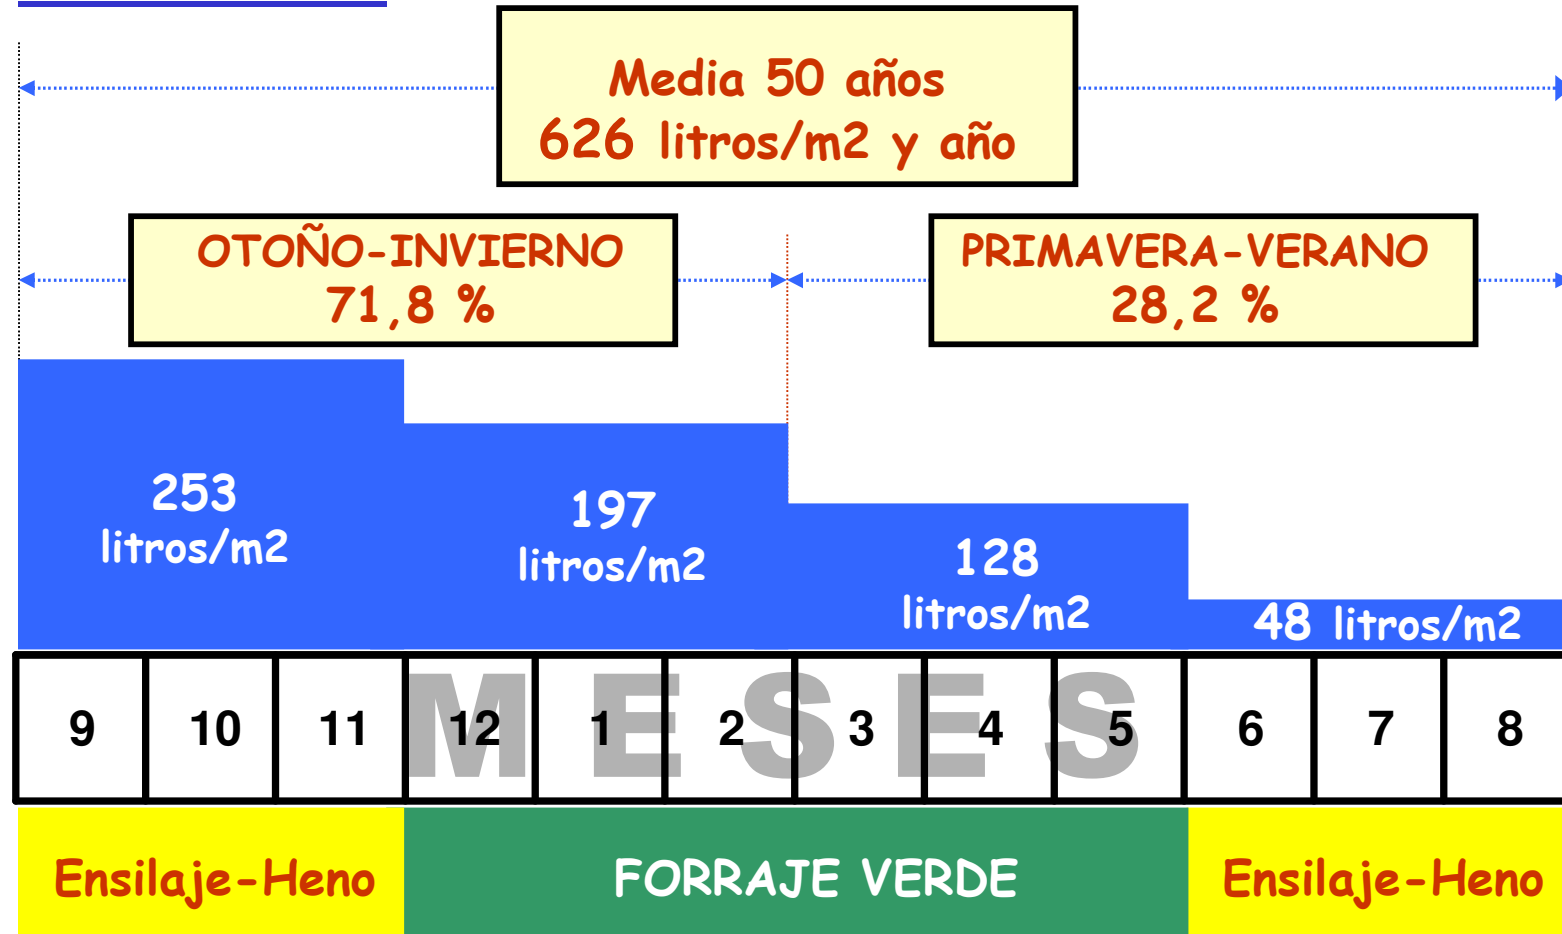 Media 50 años
626 litros/m2 y año
OTOÑO-INVIERNO
71,8 %
PRIMAVERA-VERANO
28,2 %
253
litros/m2
197
litros/m2
128
litros/m2
48 litros/m2
MESES
9 10 11 12 1 2 3 4 5 6 7 8
Ensilaje-Heno FORRAJE VERDE Ensilaje-Heno